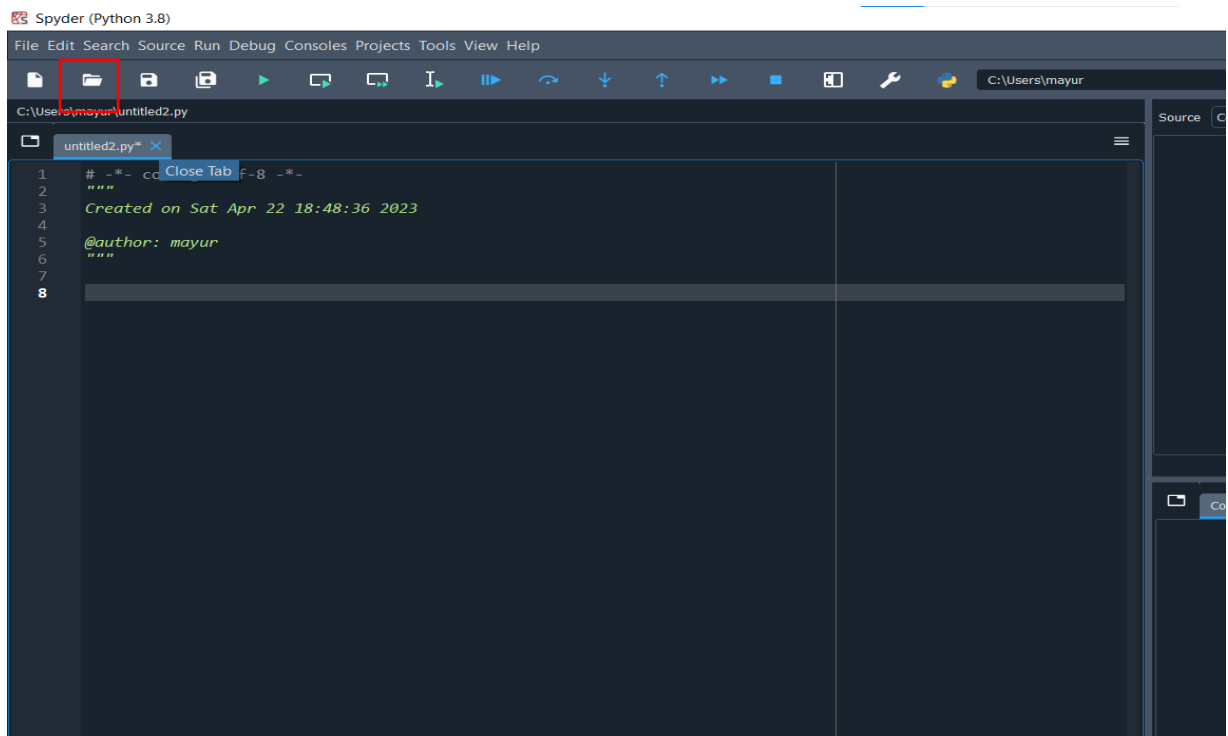 Spyder (Python 3.8)
File Edit Search Source Run Debug Consoles Projects Tools View Help
C:\Users\mayur
C:\Users\mayur\untitled2.py
Source
untitled2.py*
Close Tab
1 # -*- co f-8 -*-
2 """
3 Created on Sat Apr 22 18:48:36 2023
4
5 @author: mayur
6 """
7
8
Co